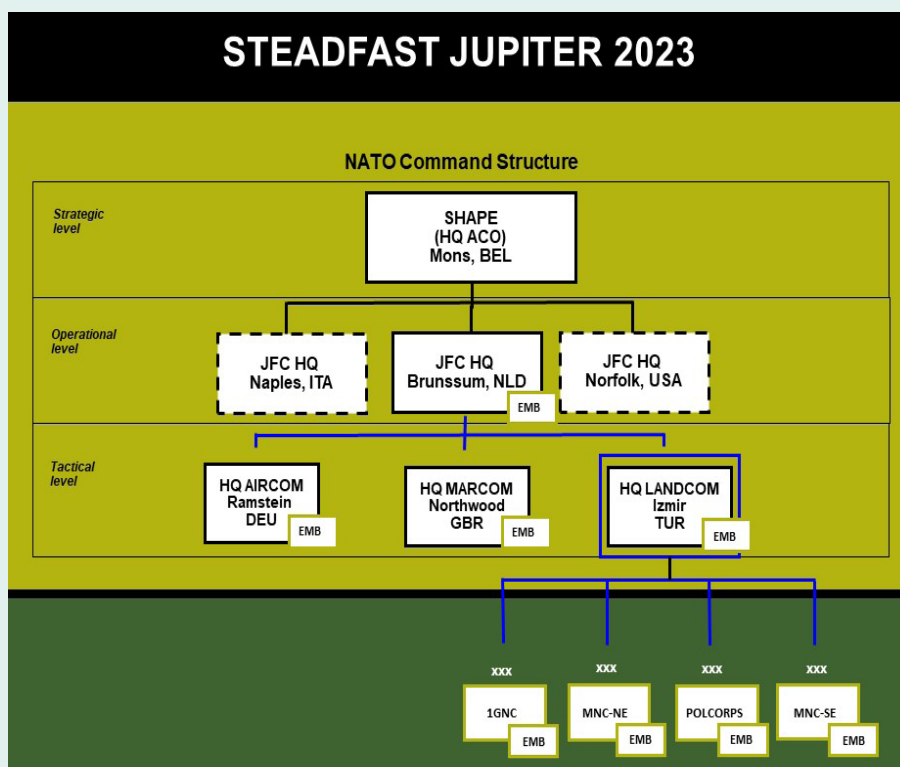 STEADFAST JUPITER 2023
NATO Command Structure
Strategic
level
SHAPE
(HQ ACO)
Mons, BEL
Operational
level
JFC HQ
Naples, ITA
JFC HQ
Brunssum, NLD
EMB
JFC HQ
Norfolk, USA
Tactical
level
HQ AIRCOM
Ramstein
DEU
EMB
HQ MARCOM
Northwood
GBR
EMB
HQ LANDCOM
Izmir
TUR
EMB
xxx
1GNC
EMB
xxx
MNC-NE
EMB
xxx
POLCORPS
EMB
xxx
MNC-SE
EMB